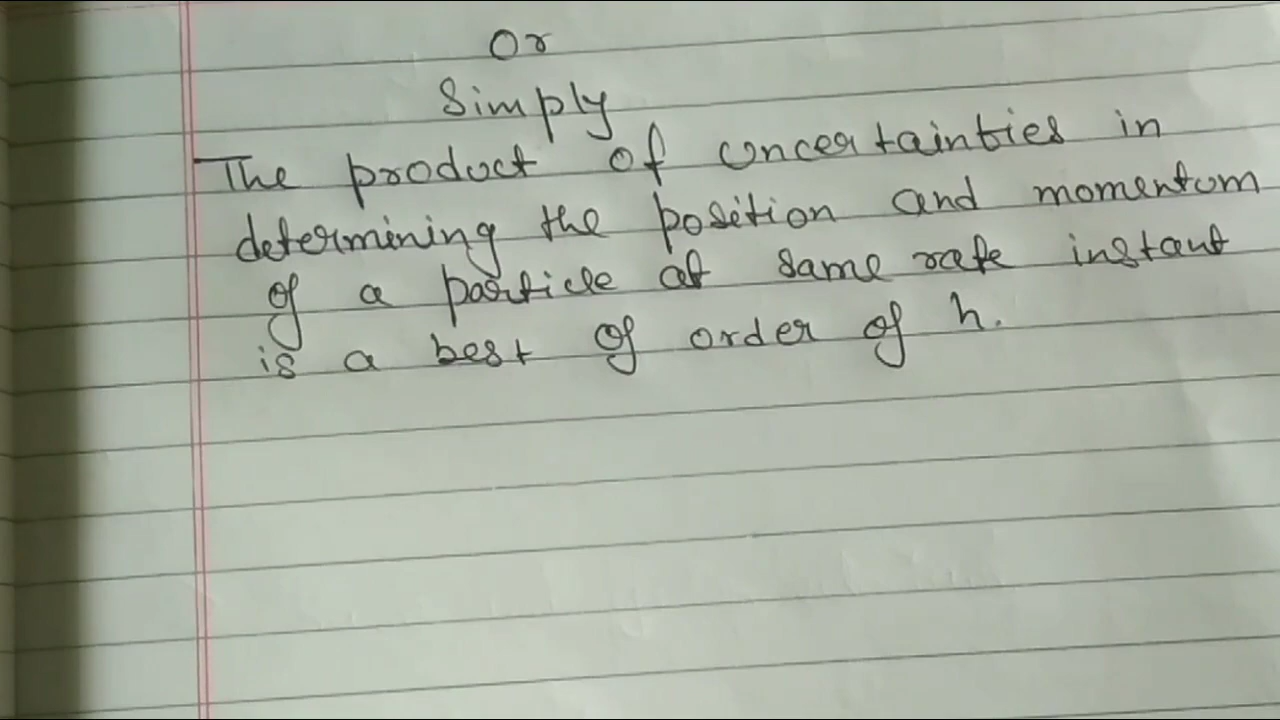 Or
Simply
The product of uncertainties in
determining the position and momentum
of a particle at same rate instant
is a best of order of h.